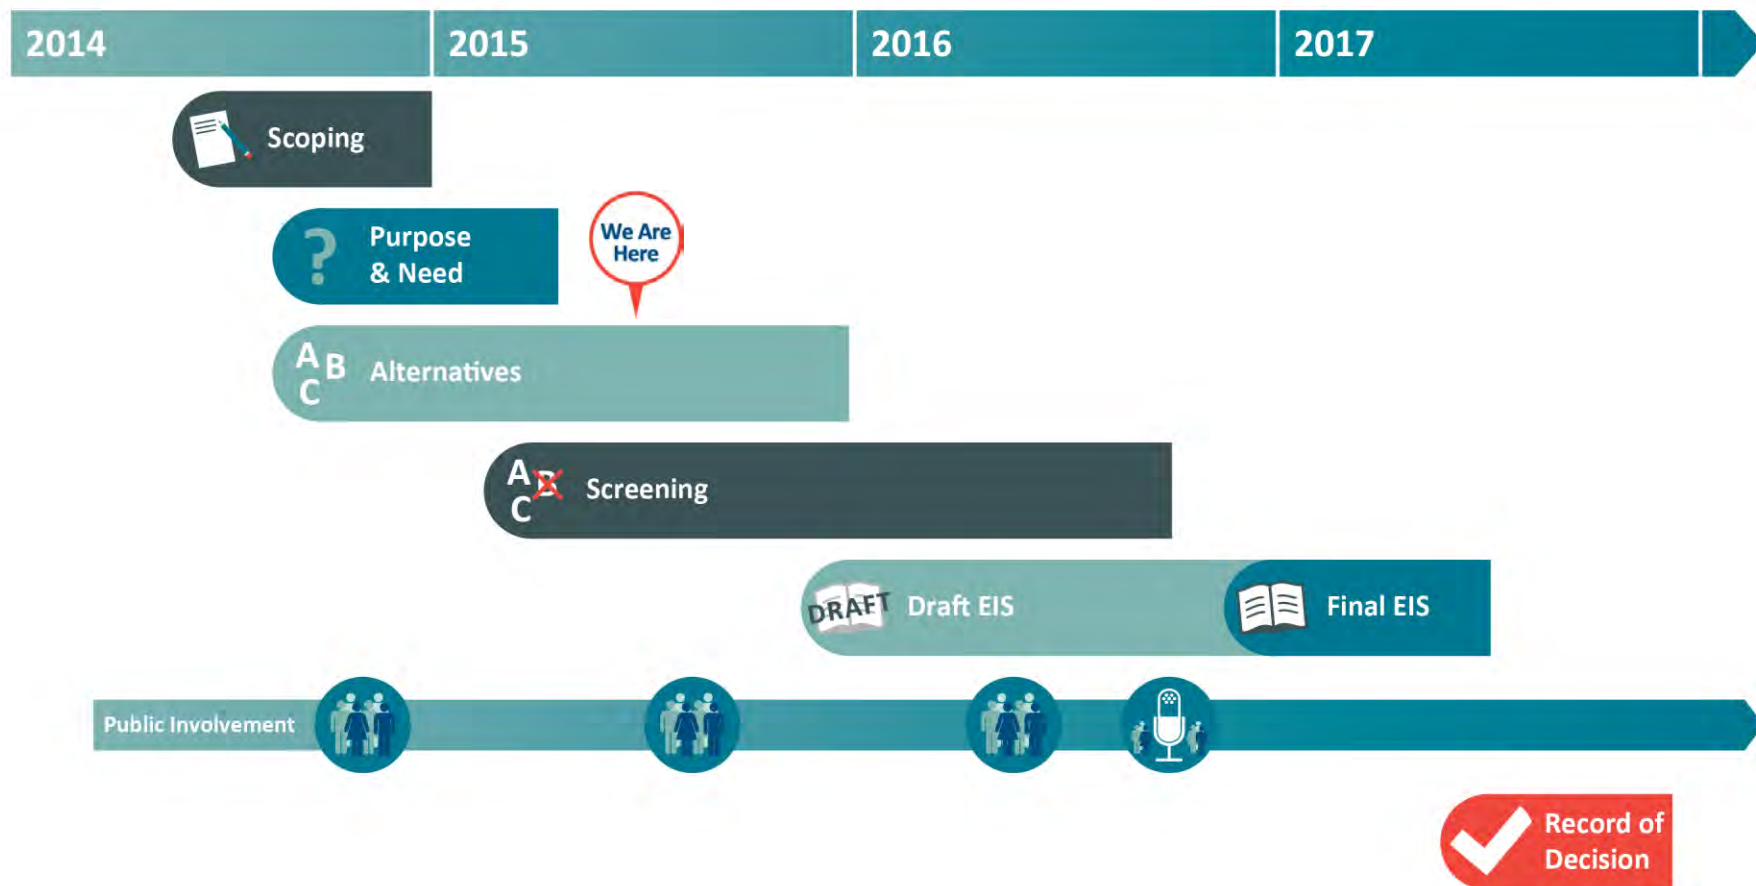 2014 2015 2016 2017
Scoping
Purpose
& Need
We Are
Here
A B
C
Alternatives
A B
C
Screening
DRAFT
Draft EIS
Final EIS
Public Involvement
Record of
Decision